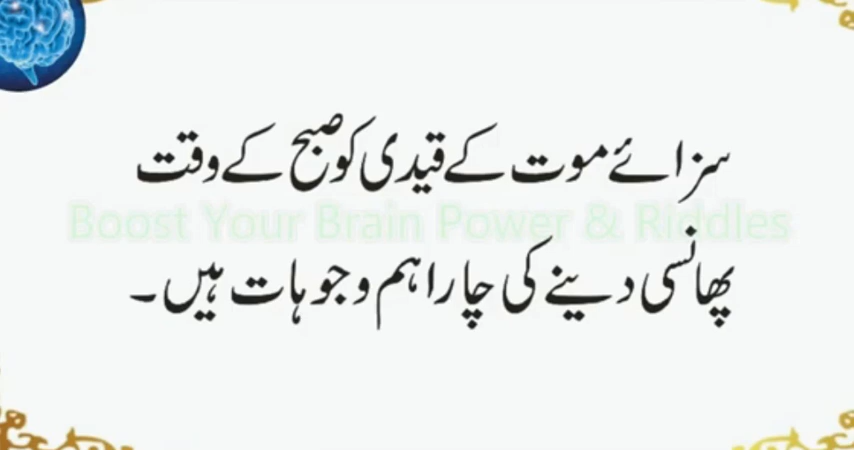 سزائے موت کے قیدی کو صبح کے وقت
Boost Your Brain Power & Riddles
پھانسی دینے کی چار اہم وجوہات ہیں۔